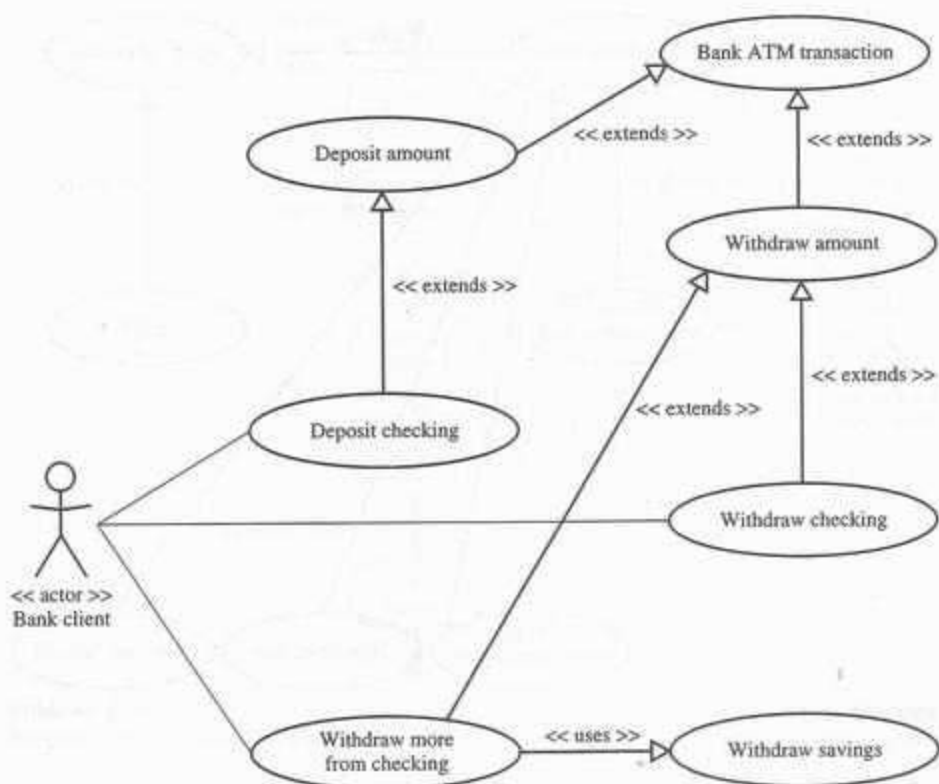 Bank ATM transaction
<< extends >>
<< extends >>
Deposit amount
Withdraw amount
<< extends >>
<< extends >>
<< extends >>
Deposit checking
Withdraw checking
<< actor >>
Bank client
Withdraw more
from checking
<< uses >>
Withdraw savings